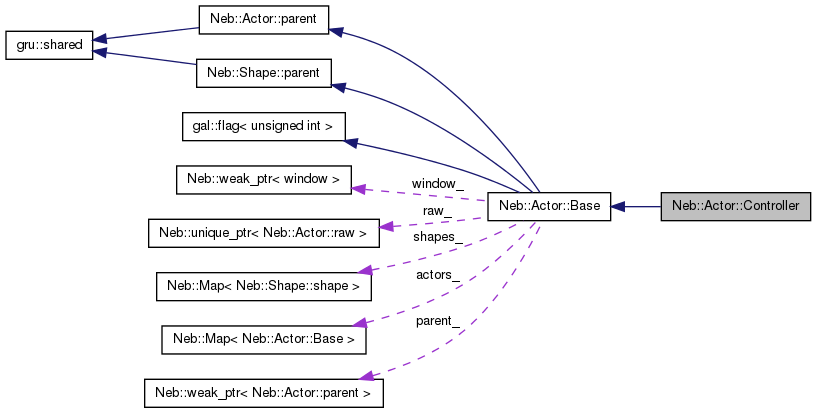 Neb::Actor::parent
gru::shared
Neb::Shape::parent
gal::flag< unsigned int >
Neb::weak_ptr< window >
window_
Neb::Actor::Base
Neb::Actor::Controller
raw_
Neb::unique_ptr< Neb::Actor::raw >
shapes_
Neb::Map< Neb::Shape::shape >
actors_
Neb::Map< Neb::Actor::Base >
parent_
Neb::weak_ptr< Neb::Actor::parent >